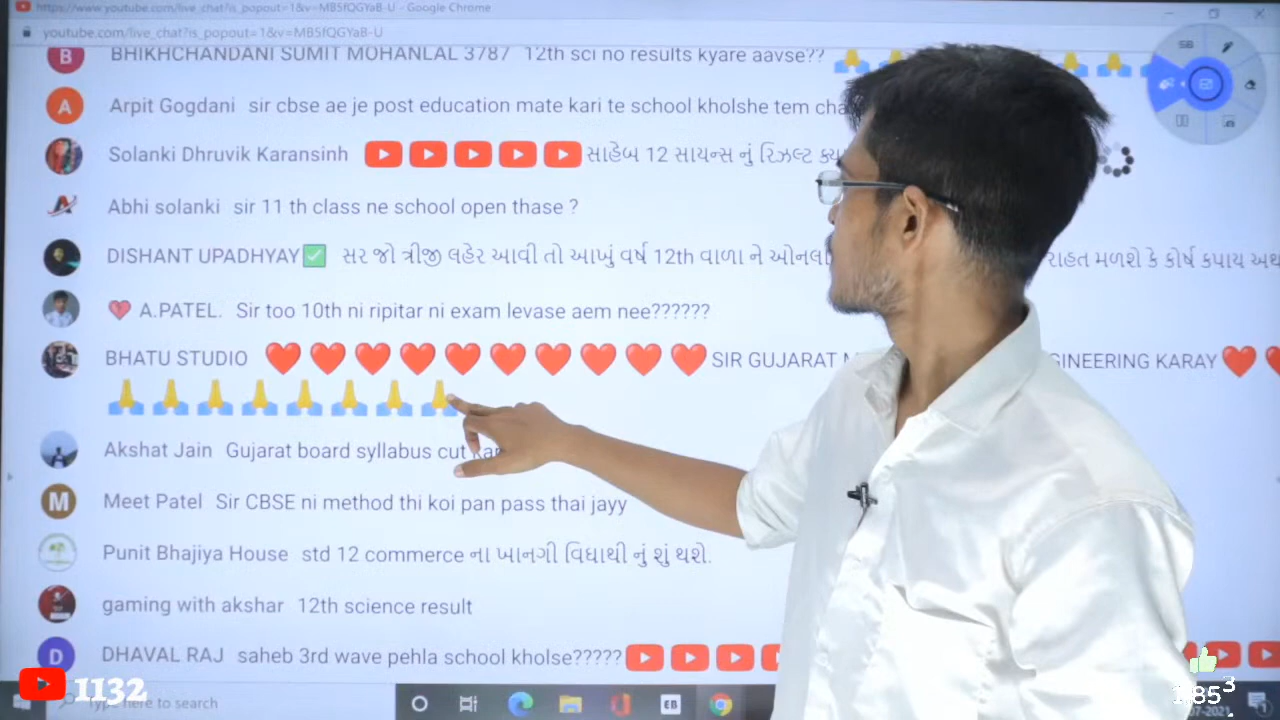 https://www.youtube.com/live_chat?is_popout=1&v=MB5fQGYaB-U - Google Chrome
youtube.com/live_chat?is_popout=1&v=MB5fQGYaB-U
B BHIKHCHANDANI SUMIT MOHANLAL 3787 12th sci no results kyare aavse?? 🙏
A Arpit Gogdani sir cbse ae je post education mate kari te school kholshe tem
Solanki Dhruvik Karansinh સાહેબ 12 સાયન્સ નું રિઝલ્ટ
Abhi solanki sir 11 th class ne school open thase ?
DISHANT UPADHYAY✅ સર જો ત્રીજી લહેર આવી તો આખું વર્ષ 12th વાળા ને રાહત મળશે કે કોર્ષ કપાય
💔 A.PATEL. Sir too 10th ni ripitar ni exam levase aem nee??????
BHATU STUDIO ❤❤❤❤❤❤❤❤❤❤ SIR GUJARAT KARAY ❤
🙏🙏🙏🙏🙏🙏🙏🙏
Akshat Jain Gujarat board syllabus cut
M Meet Patel Sir CBSE ni method thi koi pan pass thai jayy
Punit Bhajiya House std 12 commerce ના ખાનગી વિધાથી નું શું થશે.
gaming with akshar 12th science result
D DHAVAL RAJ saheb 3rd wave pehla school kholse?????
1132
Type here to search
EB
SB